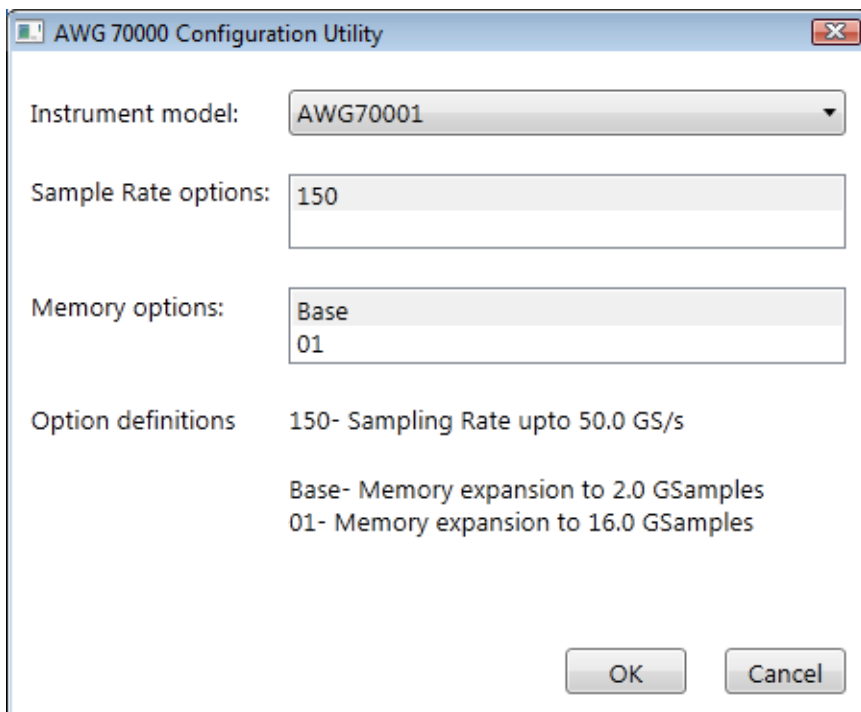 AWG 70000 Configuration Utility
Instrument model: AWG70001
Sample Rate options: 150
Memory options: Base
01
Option definitions 150- Sampling Rate upto 50.0 GS/s
Base- Memory expansion to 2.0 GSamples
01- Memory expansion to 16.0 GSamples
OK Cancel